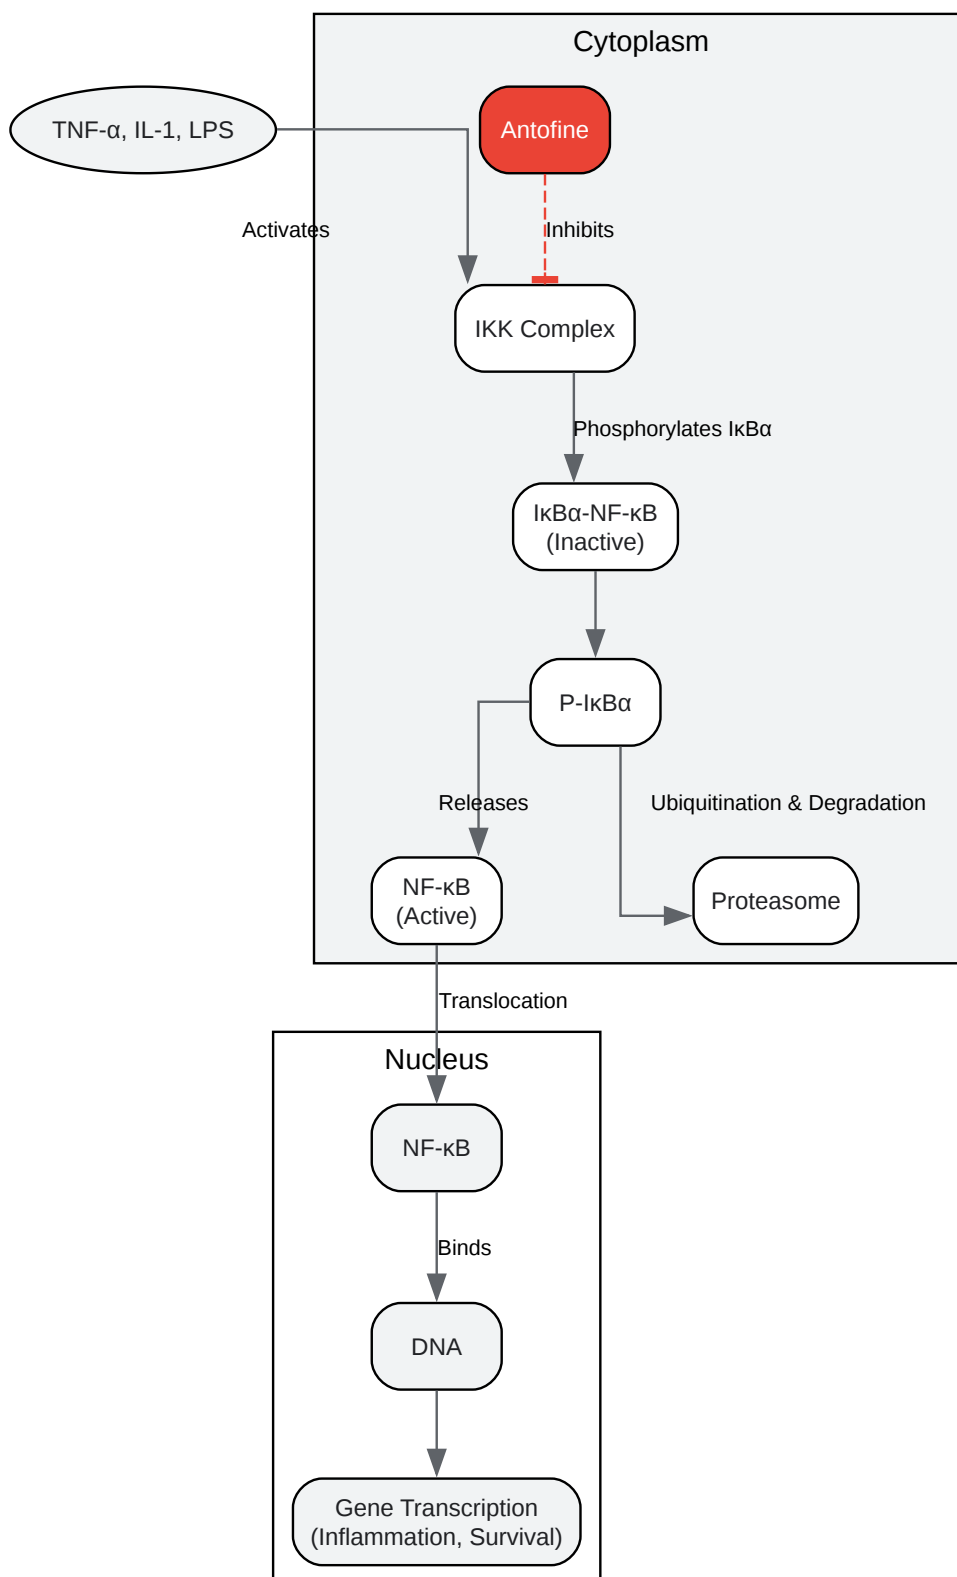 Cytoplasm
TNF-α, IL-1, LPS
Antofine
Activates
Inhibits
IKK Complex
Phosphorylates IκBα
IκBα-NF-κB
(Inactive)
P-IκBα
Releases
Ubiquitination & Degradation
NF-κB
(Active)
Proteasome
Translocation
Nucleus
NF-κB
Binds
DNA
Gene Transcription
(Inflammation, Survival)